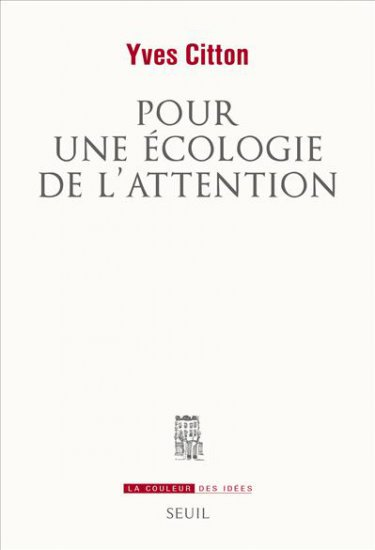 Yves Citton
POUR
UNE ÉCOLOGIE
DE L'ATTENTION
LA COULEUR DES IDÉES
SEUIL